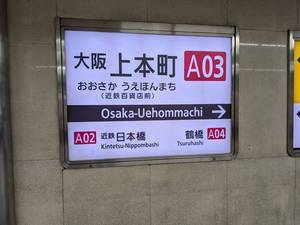 大阪 上本町 A03
おおさか うえほんまち
(近鉄百貨店前)
Osaka-Uehommachi →
A02 近鉄日本橋 鶴橋 A04
Kintetsu-Nippombashi Tsuruhashi